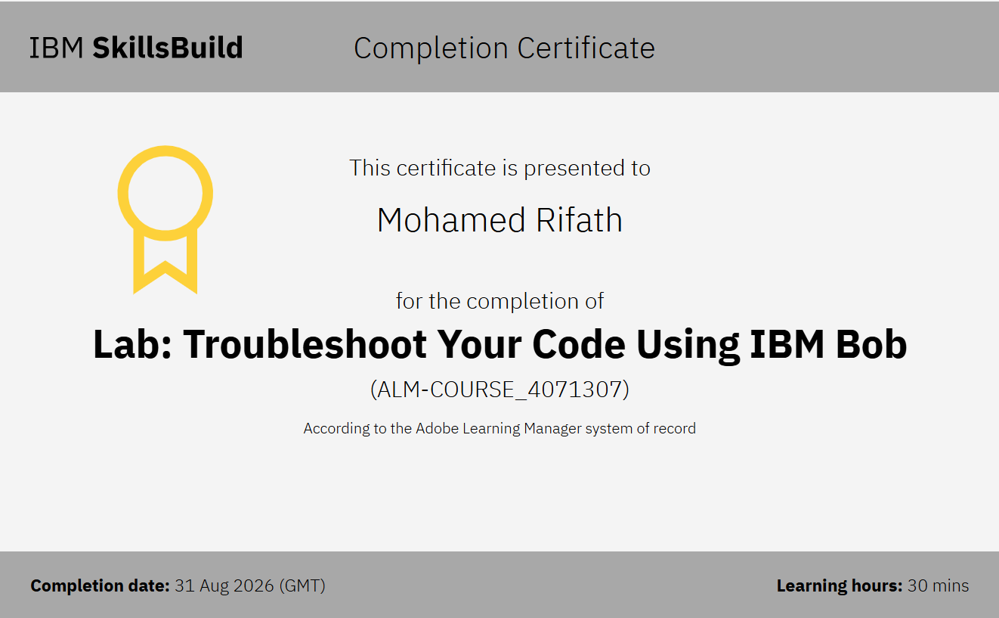 IBM SkillsBuild
Completion Certificate
This certificate is presented to
Mohamed Rifath
for the completion of
Lab: Troubleshoot Your Code Using IBM Bob
(ALM-COURSE_4071307)
According to the Adobe Learning Manager system of record
Completion date: 31 Aug 2026 (GMT)
Learning hours: 30 mins